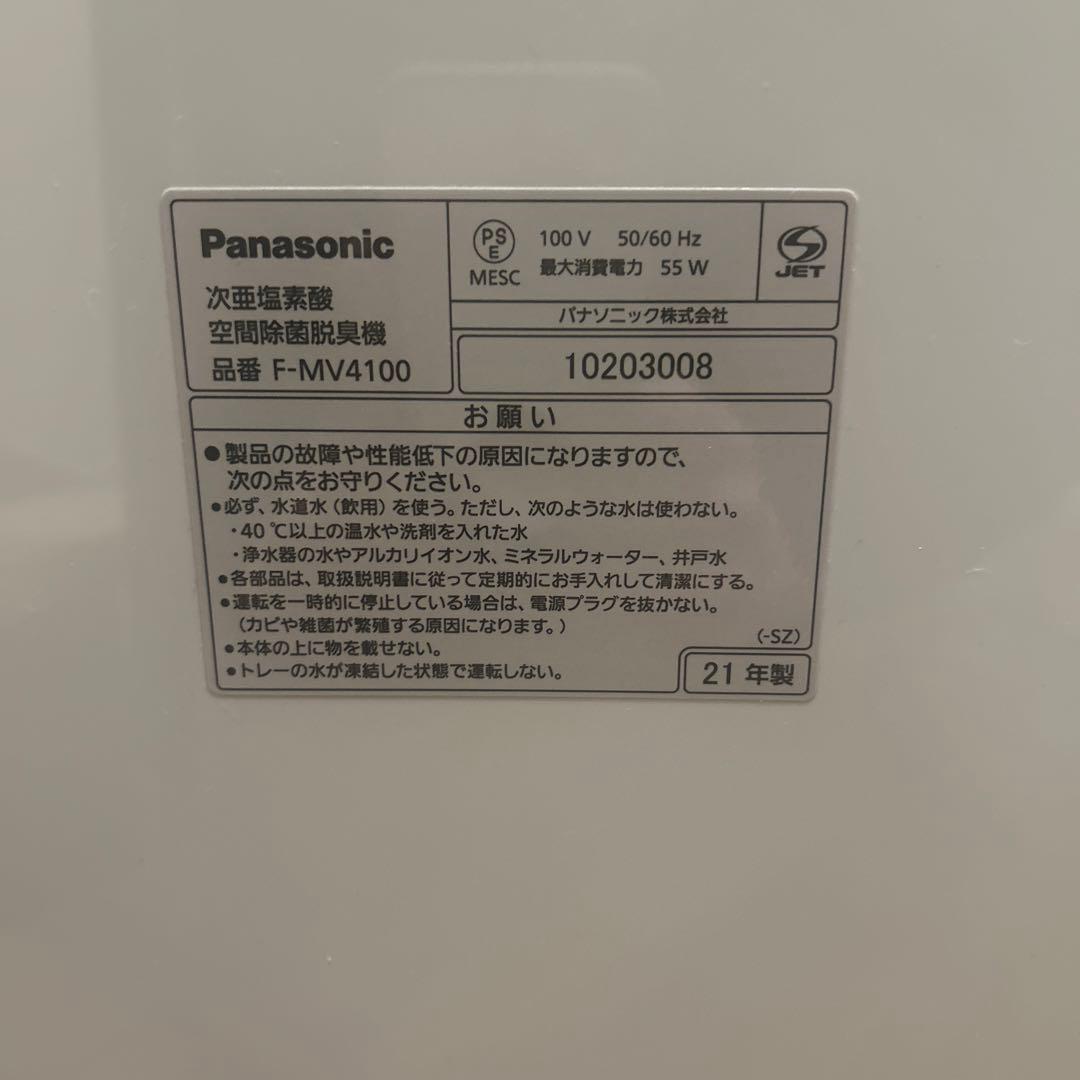 Panasonic
次亜塩素酸
空間除菌脱臭機
品番 F-MV4100
PS
E
MESC
100 V 50/60 Hz
最大消費電力 55 W
JET
パナソニック株式会社
10203008
お願い
●製品の故障や性能低下の原因になりますので、
次の点をお守りください。
●必ず、水道水(飲用)を使う。ただし、次のような水は使わない。
・40 ℃以上の温水や洗剤を入れた水
・浄水器の水やアルカリイオン水、ミネラルウォーター、井戸水
●各部品は、取扱説明書に従って定期的にお手入れして清潔にする。
●運転を一時的に停止している場合は、電源プラグを抜かない。
(カビや雑菌が繁殖する原因になります。)
●本体の上に物を載せない。
●トレーの水が凍結した状態で運転しない。
(-SZ)
21 年製